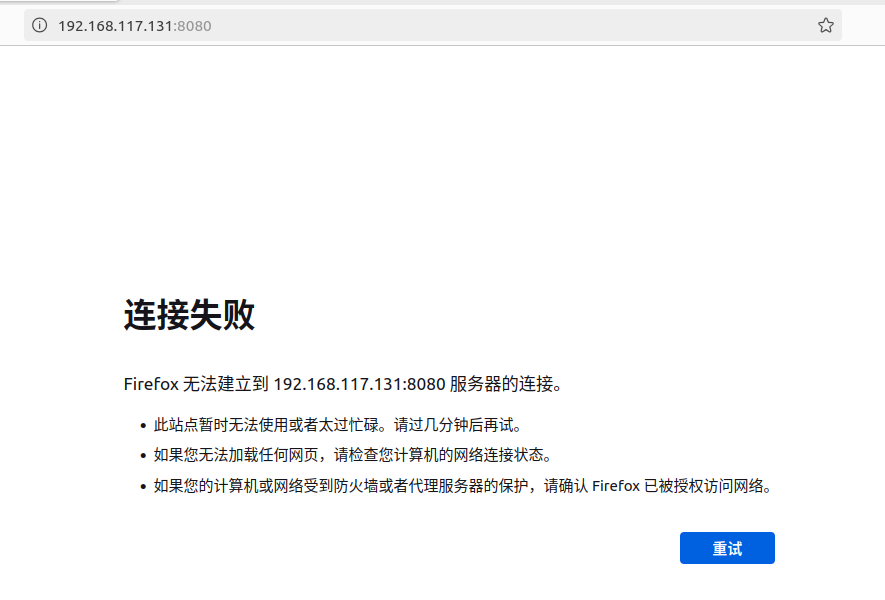 192.168.117.131:8080
连接失败
Firefox 无法建立到 192.168.117.131:8080 服务器的连接。
• 此站点暂时无法使用或者太过忙碌。请过几分钟后再试。
• 如果您无法加载任何网页，请检查您计算机的网络连接状态。
• 如果您的计算机或网络受到防火墙或者代理服务器的保护，请确认 Firefox 已被授权访问网络。
重试